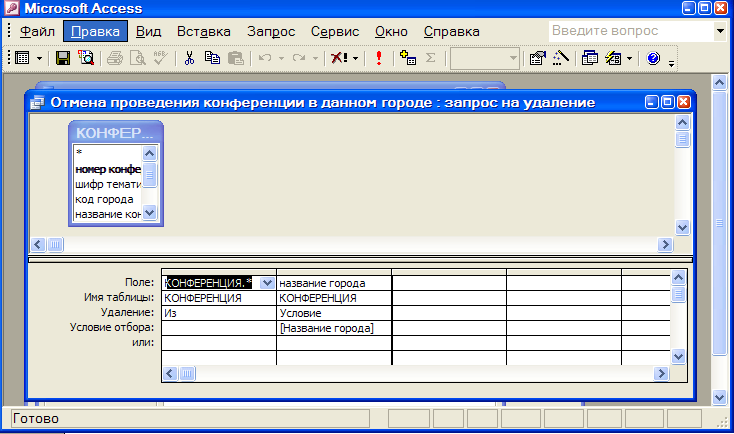 Microsoft Access
Файл Правка Вид Вставка Запрос Сервис Окно Справка Введите вопрос
Отмена проведения конференции в данном городе : запрос на удаление
КОНФЕР...
*
номер конфе
шифр темати
код города
название кон
Поле: КОНФЕРЕНЦИЯ.* название города
Имя таблицы: КОНФЕРЕНЦИЯ КОНФЕРЕНЦИЯ
Удаление: Из Условие
Условие отбора: [Название города]
или:
Готово